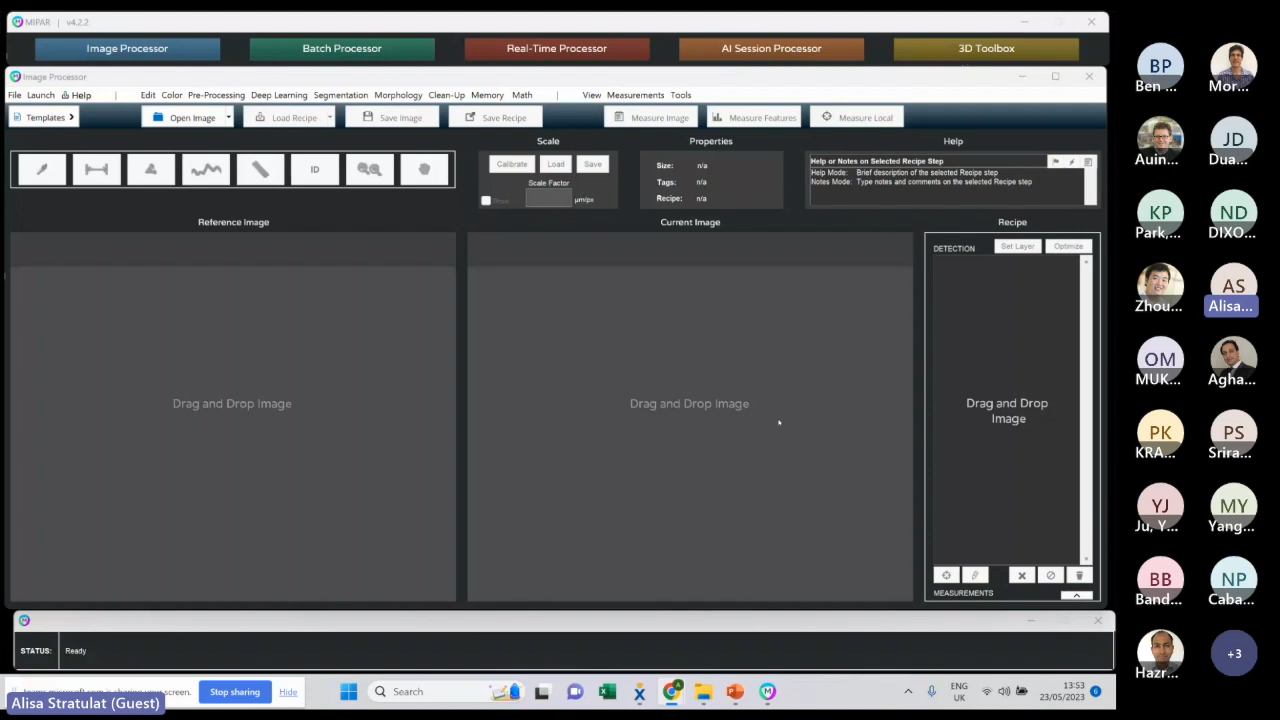 MIPAR | v4.2.2
Image Processor
Batch Processor
Real-Time Processor
AI Session Processor
3D Toolbox
Image Processor
File Launch Help | Edit Color Pre-Processing Deep Learning Segmentation Morphology Clean-Up Memory Math | View Measurements Tools
Templates
Open Image
Load Recipe
Save Image
Save Recipe
Measure Image
Measure Features
Measure Local
Scale
Properties
Help
ID
Calibrate
Load
Save
Scale Factor
µm/px
Size: n/a
Tags: n/a
Recipe: n/a
Help or Notes on Selected Recipe Step
Help Mode: Brief description of the selected Recipe step
Notes Mode: Type notes and comments on the selected Recipe step
Reference Image
Current Image
Recipe
DETECTION
Set Layer
Optimize
Drag and Drop Image
Drag and Drop Image
Drag and Drop
Image
MEASUREMENTS
STATUS:
Ready
Stop sharing
Hide
Search
ENG
UK
13:53
23/05/2023
6
Alisa Stratulat (Guest)
BP
Ben ...
Mor...
Auin...
JD
Dua...
KP
Park,...
ND
DIXO...
Zhou...
AS
Alisa...
OM
MUK...
Agha...
PK
KRA...
PS
Srira...
YJ
Ju, Y...
MY
Yang...
BB
Band...
NP
Caba...
Hazr...
+3